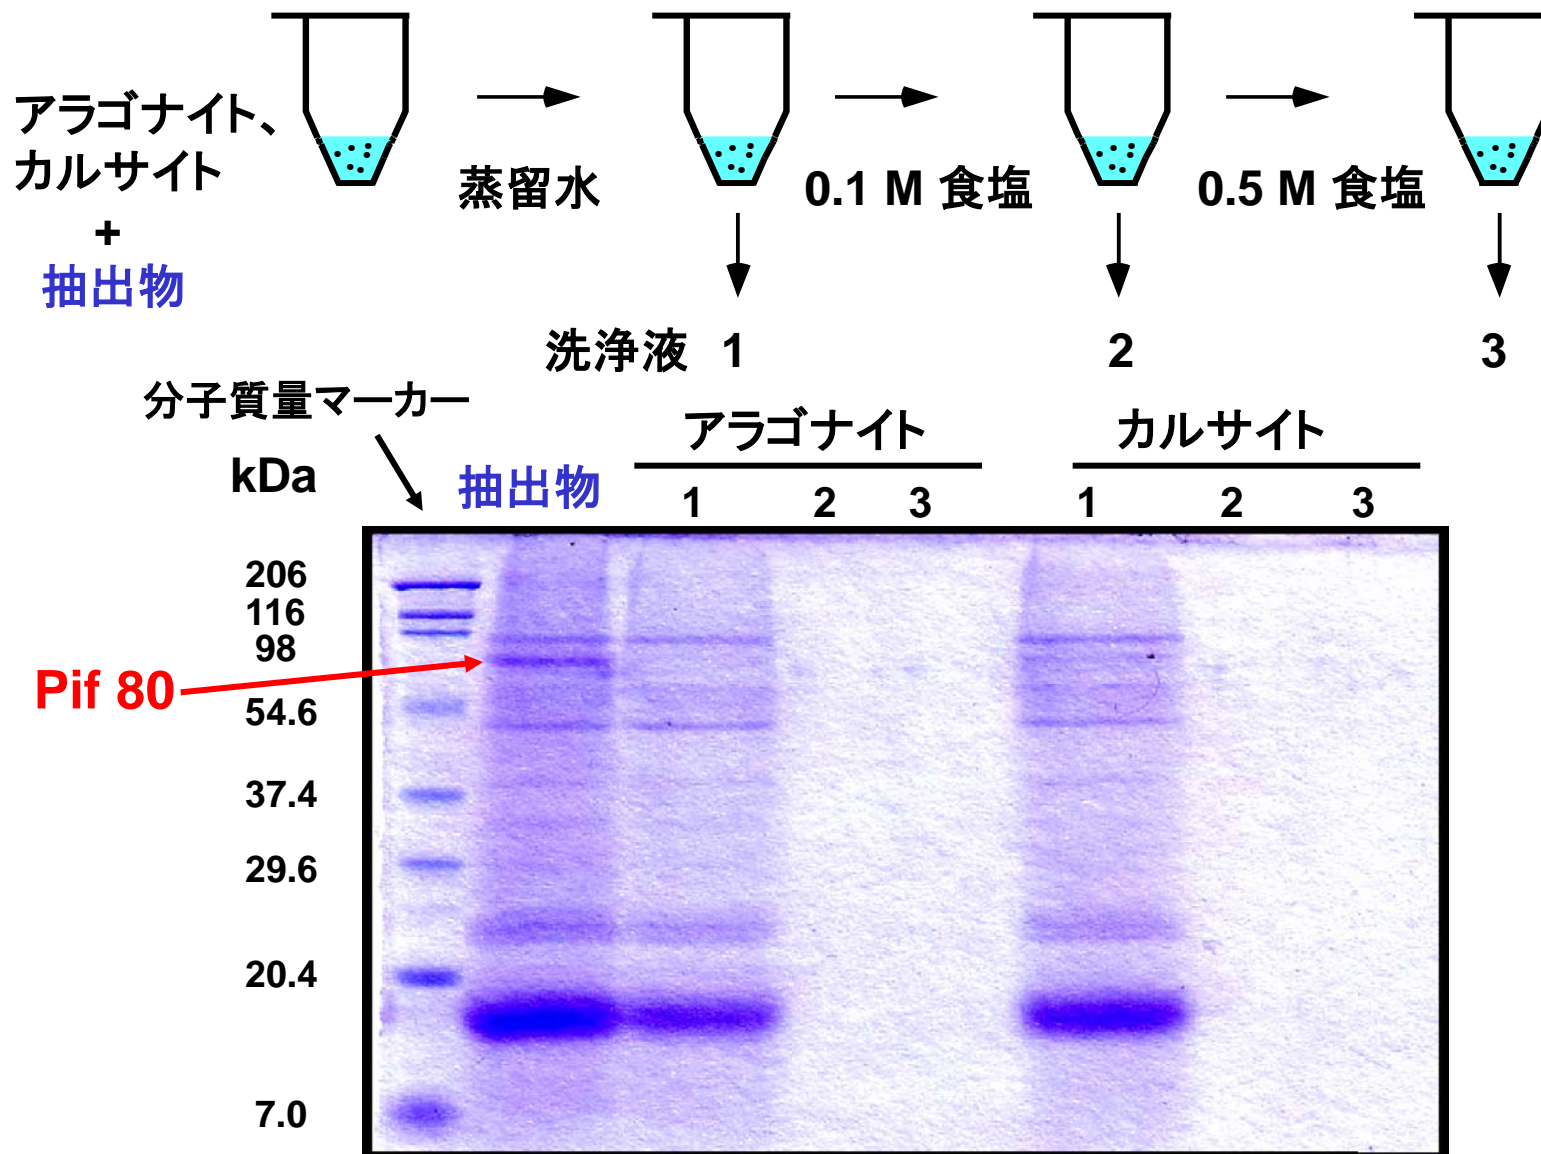 アラゴナイト、
カルサイト
+
抽出物
蒸留水
0.1 M 食塩
0.5 M 食塩
洗浄液 1 2 3
分子質量マーカー
kDa
抽出物
アラゴナイト
カルサイト
1 2 3
1 2 3
206
116
98
Pif 80
54.6
37.4
29.6
20.4
7.0